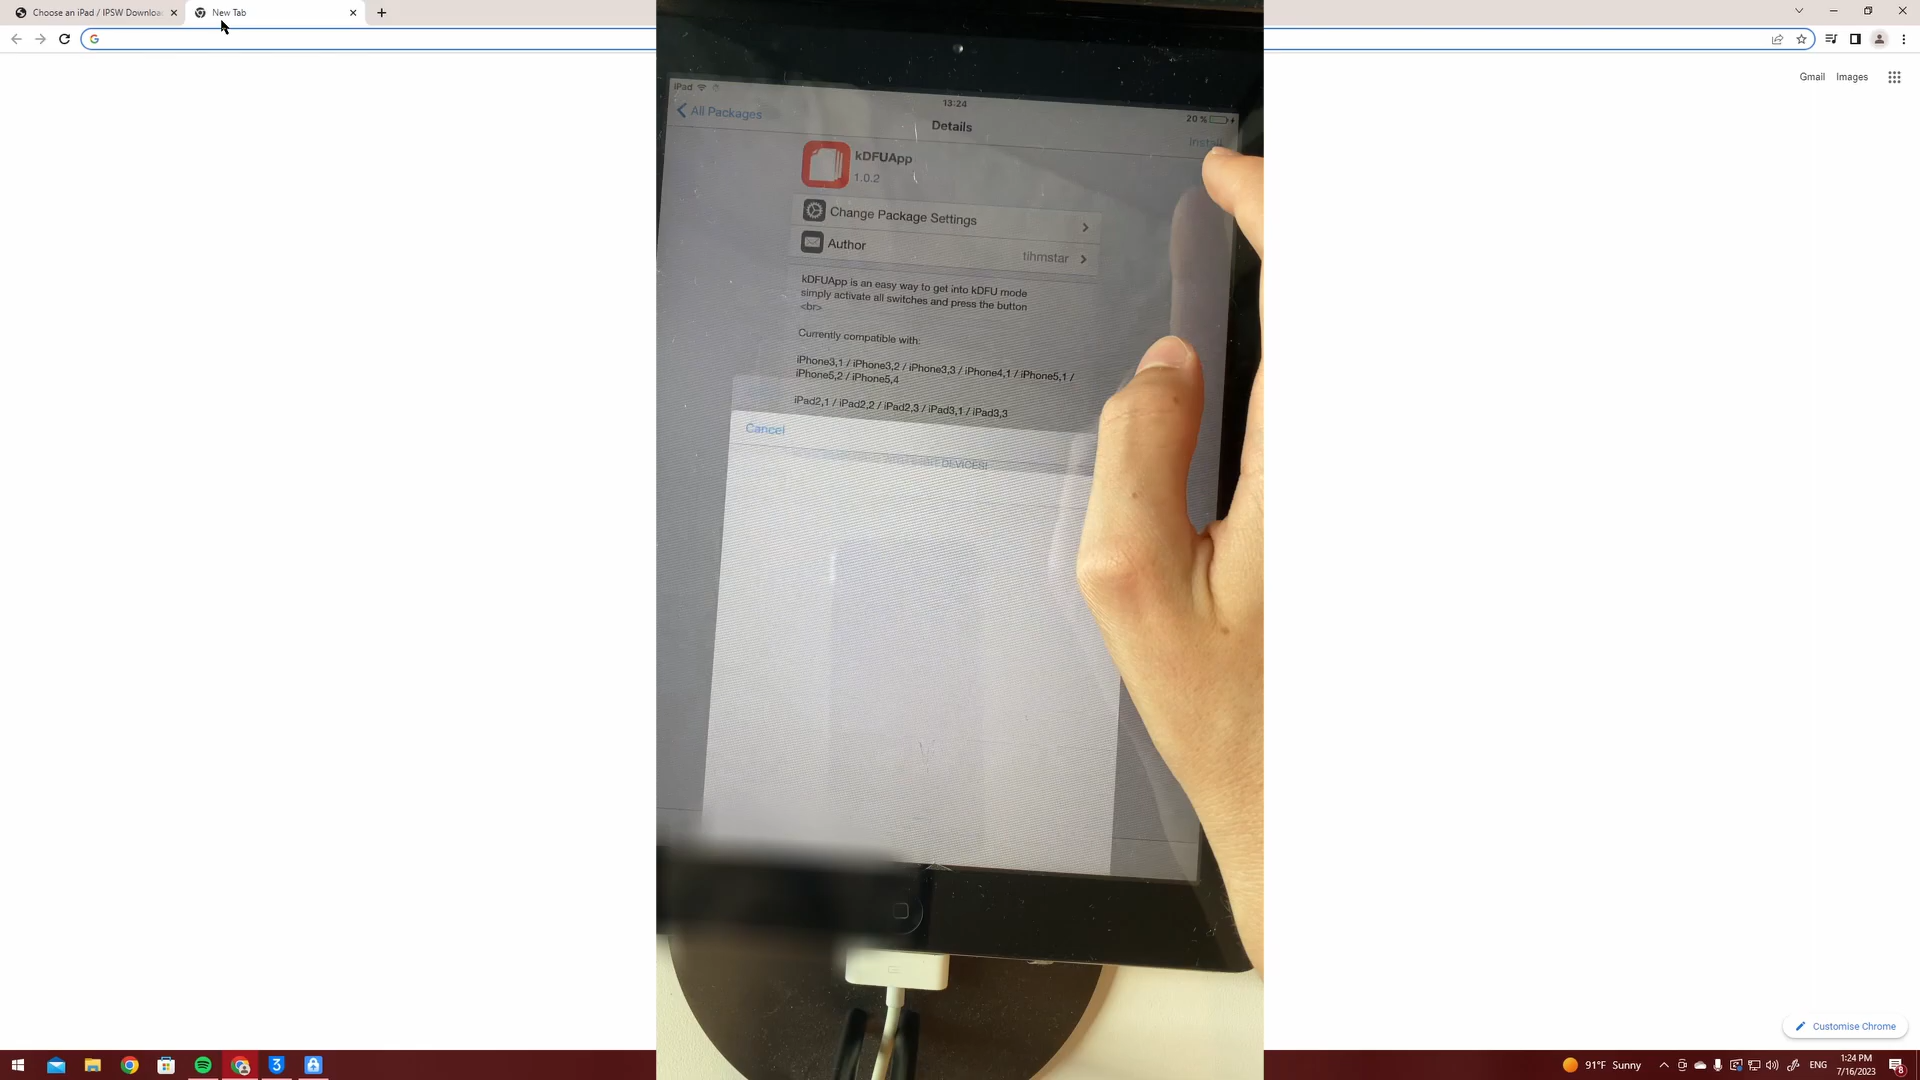 Choose an iPad / IPSW Downloa
New Tab
Gmail
Images
iPad
13:24
20 %
All Packages
Details
Install
kDFUApp
1.0.2
Change Package Settings
Author
tihmstar
kDFUApp is an easy way to get into kDFU mode
simply activate all switches and press the button
<br>
Currently compatible with:
iPhone3,1 / iPhone3,2 / iPhone3,3 / iPhone4,1 / iPhone5,1 /
iPhone5,2 / iPhone5,4
iPad2,1 / iPad2,2 / iPad2,3 / iPad3,1 / iPad3,3
Cancel
DEVICES!
Customise Chrome
3
91°F Sunny
ENG
1:24 PM
7/16/2023
8